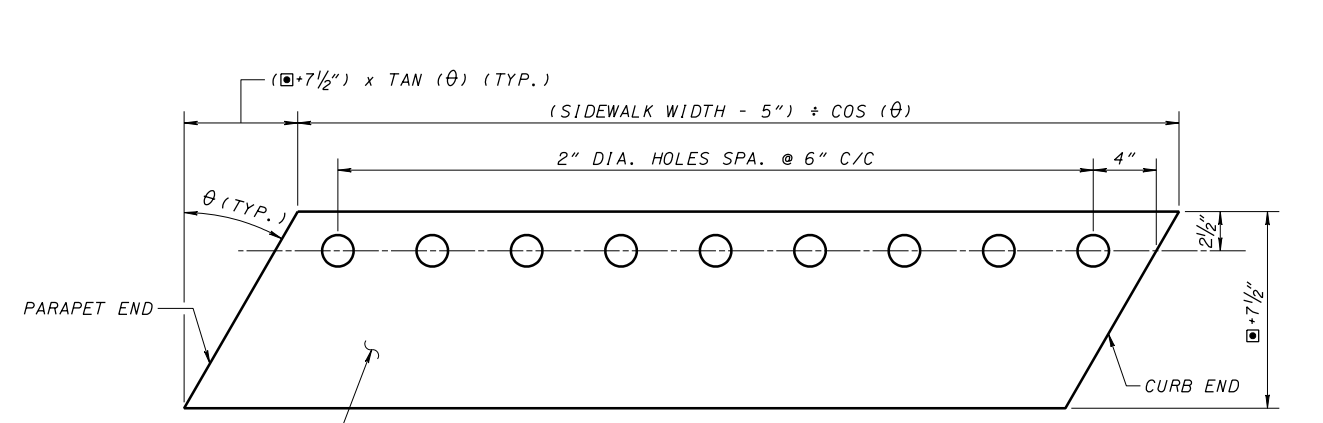 (▣+7½") x TAN (θ) (TYP.)
(SIDEWALK WIDTH - 5") ÷ COS (θ)
2" DIA. HOLES SPA. @ 6" C/C
4"
θ (TYP.)
2½"
▣+7½"
PARAPET END
CURB END